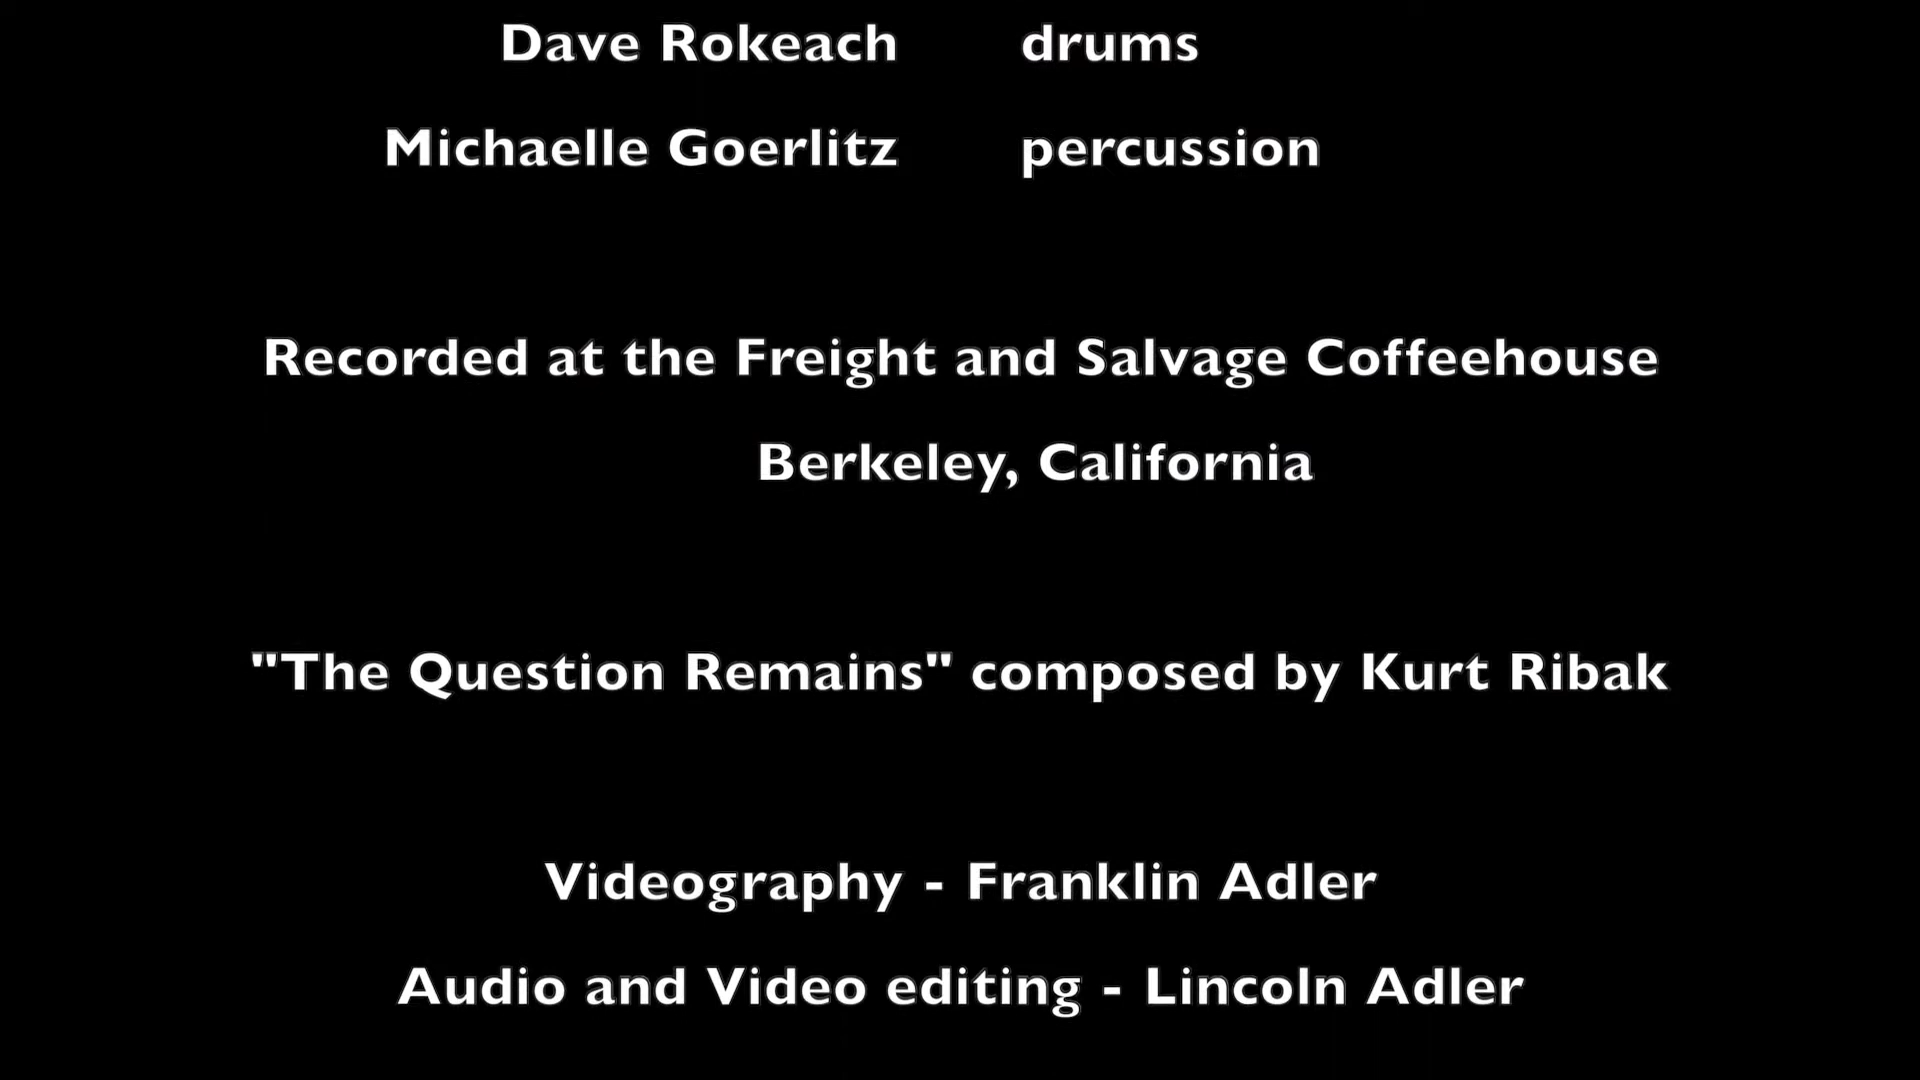 Dave Rokeach drums
Michaelle Goerlitz percussion
Recorded at the Freight and Salvage Coffeehouse
Berkeley, California
"The Question Remains" composed by Kurt Ribak
Videography - Franklin Adler
Audio and Video editing - Lincoln Adler